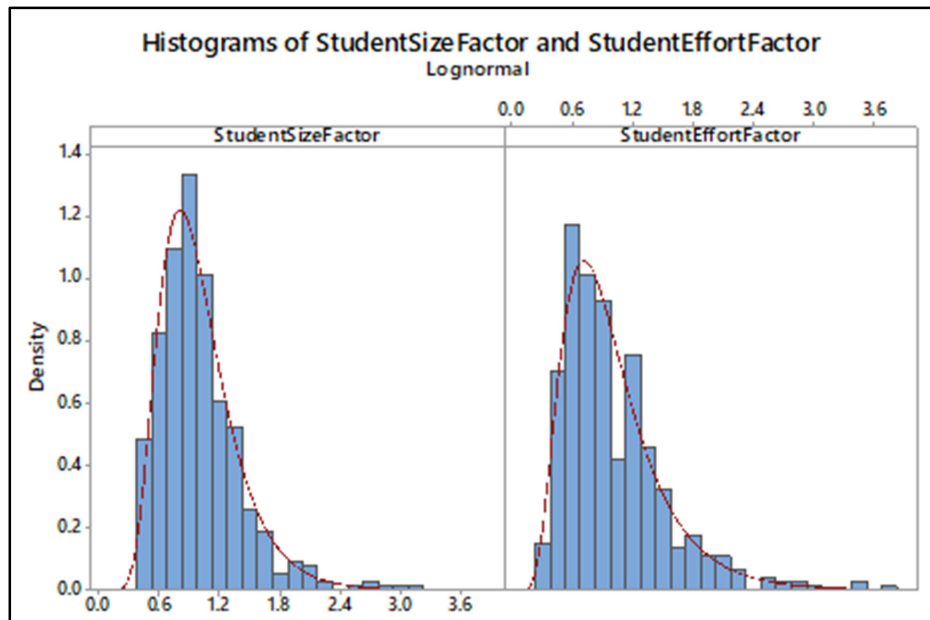 Histograms of StudentSizeFactor and StudentEffortFactor
Lognormal
0.0 0.6 1.2 1.8 2.4 3.0 3.6
StudentSizeFactor StudentEffortFactor
1.4
1.2
1.0
0.8
0.6
0.4
0.2
0.0
Density
0.0 0.6 1.2 1.8 2.4 3.0 3.6